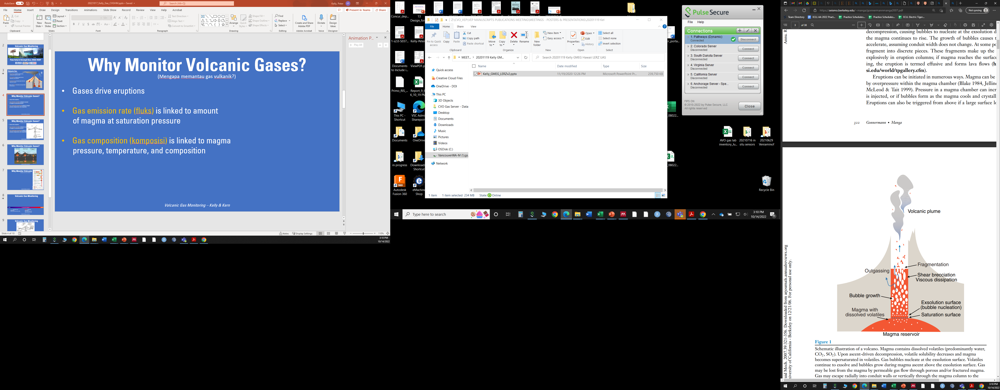 AutoSave On
20221017_Kelly_Gas_CVGHM.pptx • Saved
Search (Alt+Q)
Kelly, Peter
File Home Insert Draw Design Transitions Animations Slide Show Record Review View Help Acrobat
Present in Teams Share
Paste
Cut
Copy
Format Painter
Clipboard
New Slide
Reuse Slides
Layout
Reset
Section
Slides
Font
Text Direction
Align Text
Convert to SmartArt
Paragraph
Arrange
Quick Styles
Shape Fill
Shape Outline
Shape Effects
Drawing
Find
Replace
Select
Editing
Create and Share Adobe PDF
Adobe Acrobat
Dictate
Voice
Design Ideas
Designer
2
Volcanic Gas Monitoring
Peter Kelly & Christoph Kern, USGS-VDAP
3
Volcanic Gas
4
Why Monitor Volcanic Gases?
5
Why Monitor Volcanic Gases?
6
Why Monitor Volcanic Gases?
7
Why Monitor Volcanic
8
Volcanic Gas Monitoring
9
Volcanic Gas Monitoring
Animation P..
Play All
Why Monitor Volcanic Gases?
(Mengapa memantau gas vulkanik?)
• Gases drive eruptions
• Gas emission rate (fluks) is linked to amount
of magma at saturation pressure
• Gas composition (komposisi) is linked to magma
pressure, temperature, and composition
Volcanic Gas Monitoring – Kelly & Kern
Slide 4 of 10
Notes Display Settings
110%
3:10 PM
10/14/2022
Concur_dep...
13
Design_for
1-s2.0-S037...
Kelly-Peter
Documents
to Include i...
ViewPDF.p
Primo_RIS_...
Report_9_6
6_10_19 PM
This PC -
Shortcut
VSC Admi
Sharepoin
Documents
OneDrive
in progress
Download
Shortcut
Autodesk
Fusion 360
eMachine
Shop
Z:\CVO_VEP\VEP MANUSCRIPTS PUBLICATIONS MEETING\MEETINGS - POSTERS & PRESENTATIONS\20201119 Kel
File Home Share View
Pin to Quick access
Copy
Paste
Cut
Copy path
Paste shortcut
Clipboard
Move to
Copy to
Delete
Rename
Organize
New folder
New item
Easy access
New
Properties
Open
Edit
History
Open
Select all
Select none
Invert selection
Select
« MEET... › 20201119 Kelly GM...
Search 20201119 Kelly GMEG Hawaii LERZ UAS
Name Date modified Type Size
Kelly_GMEG_LERZv2.pptx 11/19/2020 12:26 PM Microsoft PowerPoint Pr... 239,750 KB
Quick access
Creative Cloud Files
OneDrive - DOI
This PC
3D Objects
CVO Gas Server - Data
Desktop
Documents
Downloads
Music
Pictures
Videos
OSDisk (C:)
VancouverWA-M (\\gs
Network
1 item 1 item selected 234 MB State: Online
er_porta...
_08022...
_08022...
Pulse Secure
File Help
Connections
1. Pathways (Dynamic)
Connected
Disconnect
2. Colorado Server
Disconnected
Connect
3. South Dakota Server
Disconnected
Connect
4. Virginia Server
Disconnected
Connect
5. California Server
Disconnected
Connect
6. Anchorage Server - Spe...
Disconnected
Connect
FIPS ON
© 2010-2022 by Pulse Secure, LLC
All rights reserved
Close
AVO gas lab
inventory_Ju...
20210716 in
situ sensors
20210629
Veniaminof
Recycle Bin
Type here to search
3:10 PM
10/14/2022
https://seismo.berkeley.edu/~manga/gonnermannmanga2007.pdf
Not syncing
Team Directory
ECLL AA 2022 Pract...
Practice Schedules...
Practice Schedules...
ECLL Electric Tiger...
3 of 38
Annu. R
decompression, causing bubbles to nucleate at the exsolution
the magma continues to rise. The growth of bubbles causes t
accelerate, assuming conduit width does not change. At some po
fragment into discrete pieces. These fragments make up the
explosively in eruption columns; if magma reaches the surface
ing, the eruption is termed effusive and forms lava flows (h
si.edu/world/tpgallery.cfm).
Eruptions can be initiated in numerous ways. Magma can be
by overpressure within the magma chamber (Blake 1984, Jelline
McLeod & Tait 1999). Pressure in a magma chamber can incr
is injected, or if bubbles form as the magma cools and crystall
Eruptions can also be triggered from above if a large surface lo
322 Gonnermann • Manga
Volcanic plume
Fragmentation
Outgassing
Shear brecciation
Viscous dissipation
Bubble growth
Exsolution surface
(bubble nucleation)
Magma with
dissolved volatiles
Saturation surface
Magma reservoir
uid Mech. 2007.39:321-356. Downloaded from arjournals.annualreviews.org
niversity of California - Berkeley on 12/21/06. For personal use only.
Figure 1
Schematic illustration of a volcano. Magma contains dissolved volatiles (predominantly water,
CO2, SO2). Upon ascent-driven decompression, volatile solubility decreases and magma
becomes supersaturated in volatiles. Gas bubbles nucleate at the exsolution surface. Volatiles
continue to exsolve and bubbles grow during magma ascent above the exsolution surface. Gas
may be lost from the magma by permeable gas flow through porous and/or fractured magma.
Gas may escape radially into conduit walls or vertically through the magma column to the
3:10 PM
10/14/2022